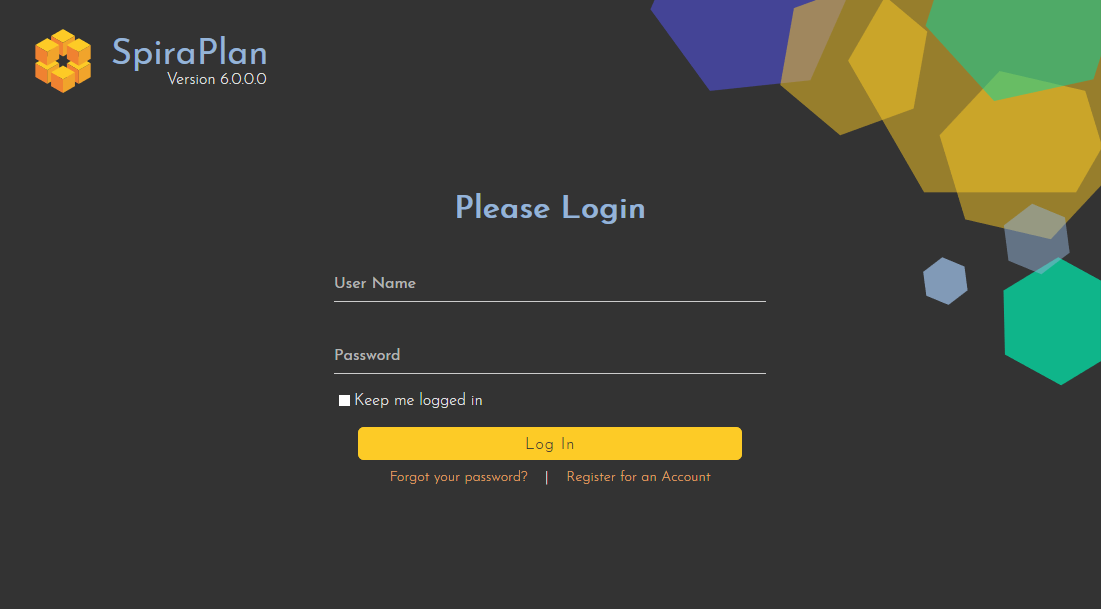 SpiraPlan
Version 6.0.0.0
Please Login
User Name
Password
Keep me logged in
Log In
Forgot your password? | Register for an Account